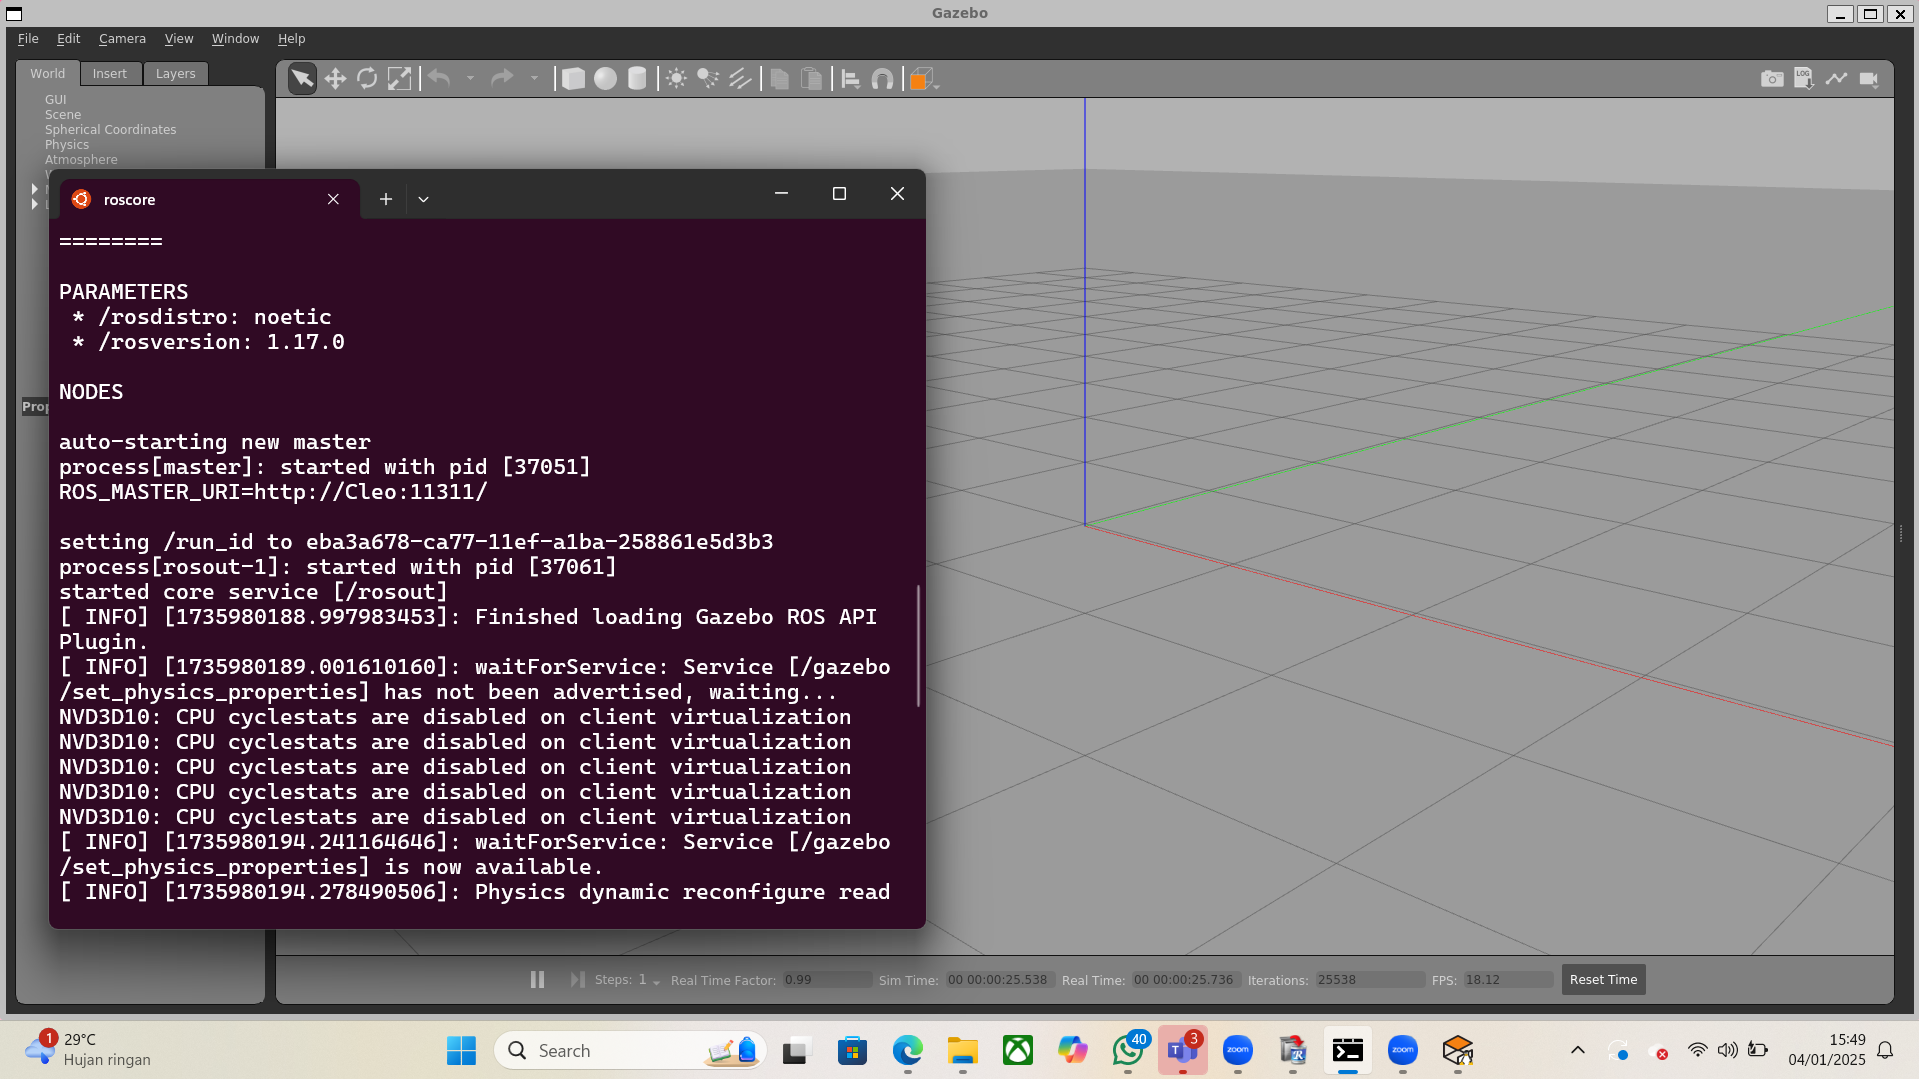 Gazebo
File Edit Camera View Window Help
World Insert Layers
GUI
Scene
Spherical Coordinates
Physics
Atmosphere
Prop
roscore
========
PARAMETERS
* /rosdistro: noetic
* /rosversion: 1.17.0
NODES
auto-starting new master
process[master]: started with pid [37051]
ROS_MASTER_URI=http://Cleo:11311/
setting /run_id to eba3a678-ca77-11ef-a1ba-258861e5d3b3
process[rosout-1]: started with pid [37061]
started core service [/rosout]
[ INFO] [1735980188.997983453]: Finished loading Gazebo ROS API
Plugin.
[ INFO] [1735980189.001610160]: waitForService: Service [/gazebo
/set_physics_properties] has not been advertised, waiting...
NVD3D10: CPU cyclestats are disabled on client virtualization
NVD3D10: CPU cyclestats are disabled on client virtualization
NVD3D10: CPU cyclestats are disabled on client virtualization
NVD3D10: CPU cyclestats are disabled on client virtualization
NVD3D10: CPU cyclestats are disabled on client virtualization
[ INFO] [1735980194.241164646]: waitForService: Service [/gazebo
/set_physics_properties] is now available.
[ INFO] [1735980194.278490506]: Physics dynamic reconfigure read
LOG
Steps: 1 Real Time Factor: 0.99 Sim Time: 00 00:00:25.538 Real Time: 00 00:00:25.736 Iterations: 25538 FPS: 18.12 Reset Time
1
29°C
Hujan ringan
Search
40
T
3
zoom
R
zoom
15:49
04/01/2025